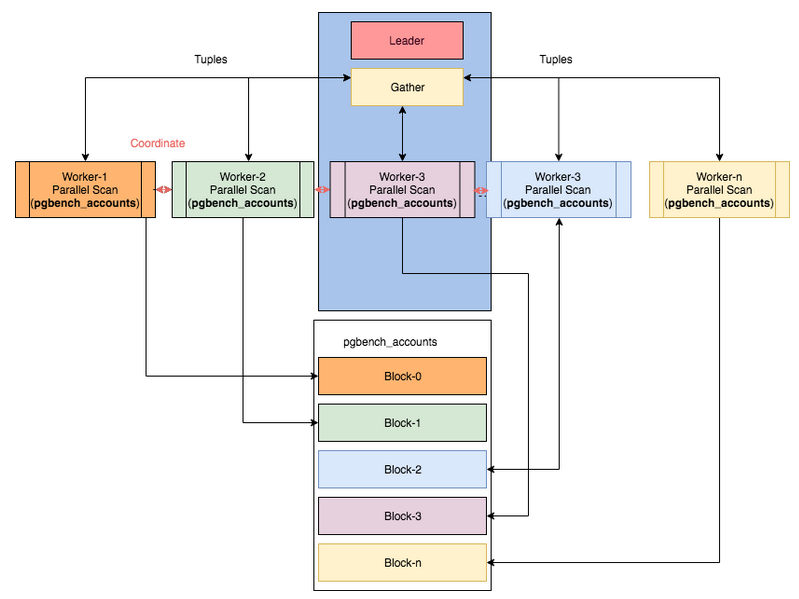 Leader
Tuples
Tuples
Gather
Coordinate
Worker-1
Parallel Scan
(pgbench_accounts)
Worker-2
Parallel Scan
(pgbench_accounts)
Worker-3
Parallel Scan
(pgbench_accounts)
Worker-3
Parallel Scan
(pgbench_accounts)
Worker-n
Parallel Scan
(pgbench_accounts)
pgbench_accounts
Block-0
Block-1
Block-2
Block-3
Block-n